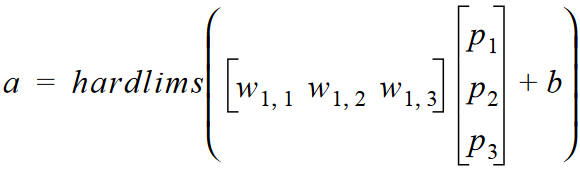 a = hardlims([w1, 1 w1, 2 w1, 3] [p1 p2 p3] + b)